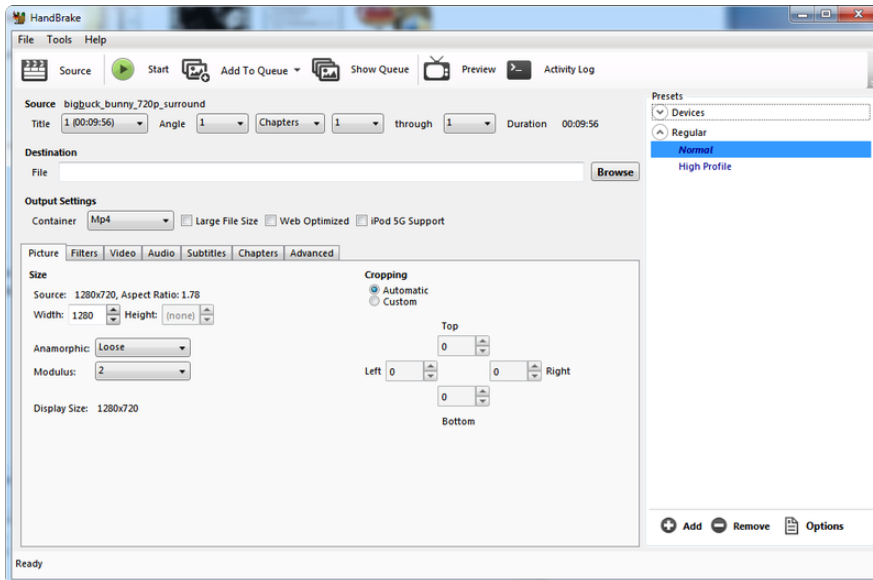 HandBrake
File Tools Help
Source Start Add To Queue Show Queue Preview Activity Log
Source bigbuck_bunny_720p_surround
Title 1 (00:09:56) Angle 1 Chapters 1 through 1 Duration 00:09:56
Destination
File Browse
Output Settings
Container Mp4 Large File Size Web Optimized iPod 5G Support
Picture Filters Video Audio Subtitles Chapters Advanced
Size
Source: 1280x720, Aspect Ratio: 1.78
Width: 1280 Height: (none)
Anamorphic: Loose
Modulus: 2
Display Size: 1280x720
Cropping
Automatic
Custom
Top
0
Left 0 0 Right
0
Bottom
Presets
Devices
Regular
Normal
High Profile
Add Remove Options
Ready